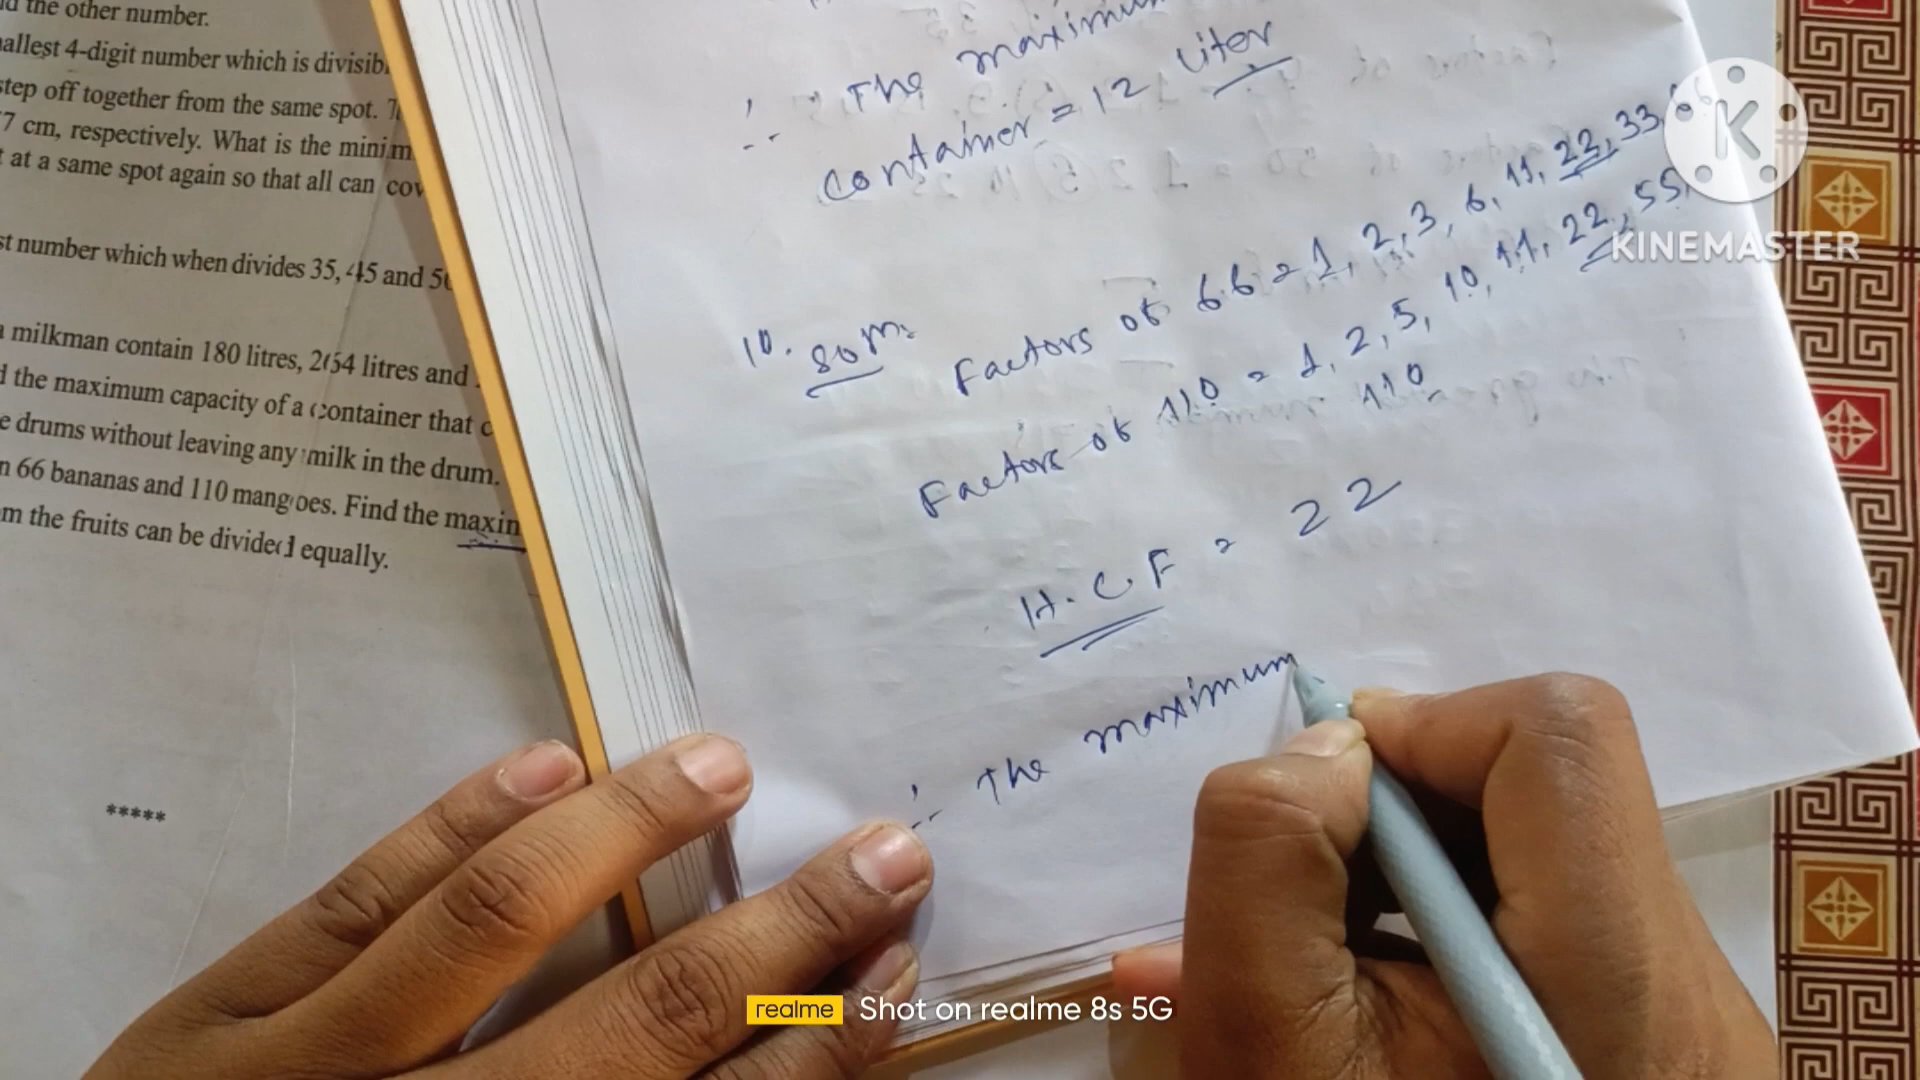 the other number.
allest 4-digit number which is divisib
step off together from the same spot.
7 cm, respectively. What is the minim
at a same spot again so that all can cov
st number which when divides 35, 45 and 5
milkman contain 180 litres, 264 litres and
the maximum capacity of a container that c
e drums without leaving any milk in the drum.
n 66 bananas and 110 mangoes. Find the maxin
m the fruits can be divided equally.
*****
∴ The maximum
container = 12 liter
10. Som: Factors of 66 = 1, 2, 3, 6, 11, 22, 33, 66
Factors of 110 = 1, 2, 5, 10, 11, 22, 55,
110
H.C.F = 22
∴ The maximum
KINEMASTER
realme Shot on realme 8s 5G